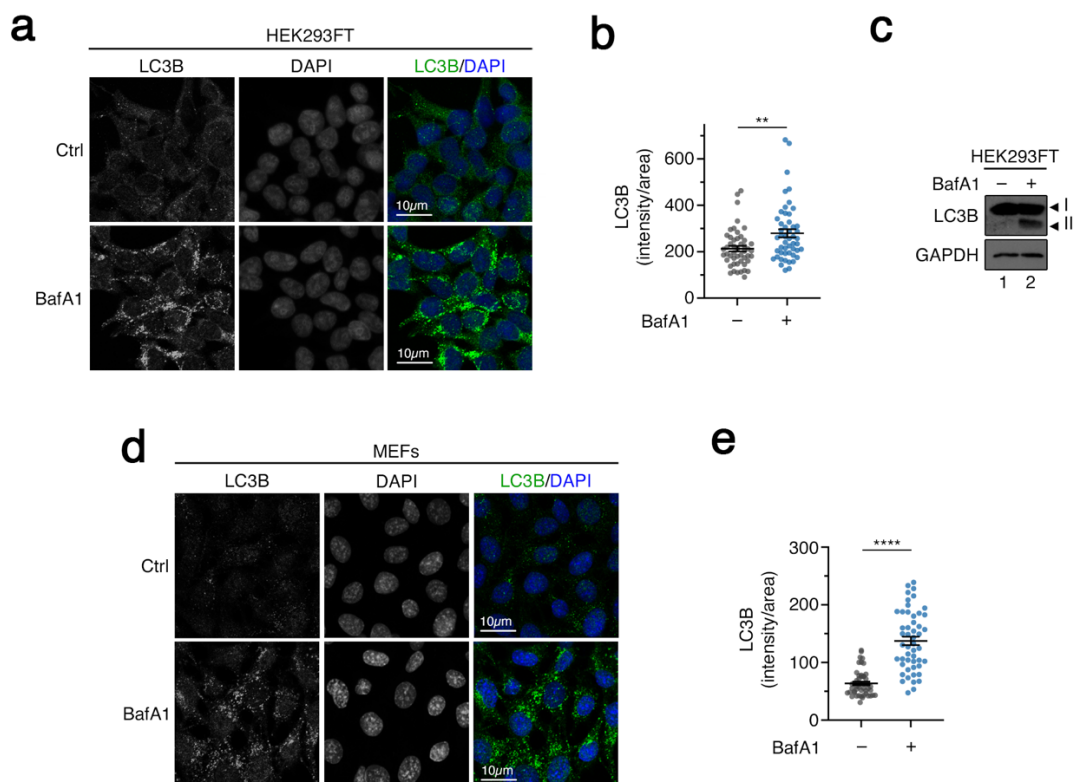 a
HEK293FT
LC3B DAPI LC3B/DAPI
Ctrl
10µm
BafA1
10µm
b
**
LC3B
(intensity/area)
600
400
200
0
BafA1 – +
c
HEK293FT
BafA1 – +
LC3B
I
II
GAPDH
1 2
d
MEFs
LC3B DAPI LC3B/DAPI
Ctrl
10µm
BafA1
10µm
e
****
LC3B
(intensity/area)
300
200
100
0
BafA1 – +